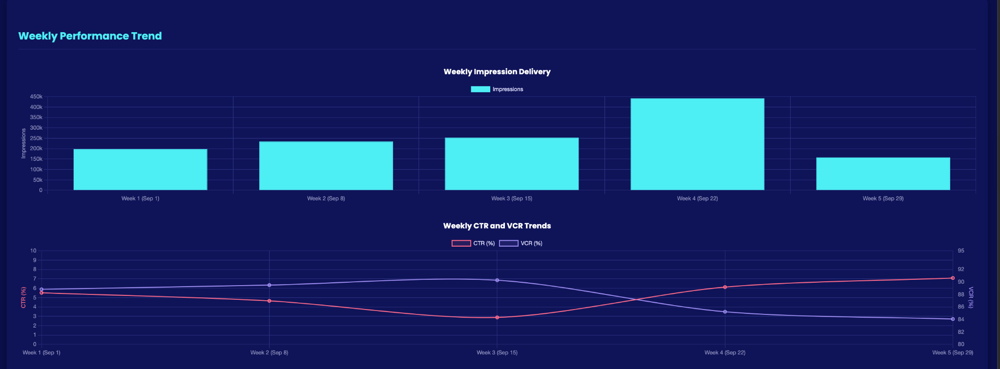 Weekly Performance Trend
Weekly Impression Delivery
Impressions
450k
400k
350k
300k
250k
200k
150k
100k
50k
0
Impressions
Week 1 (Sep 1) Week 2 (Sep 8) Week 3 (Sep 15) Week 4 (Sep 22) Week 5 (Sep 29)
Weekly CTR and VCR Trends
CTR (%) VCR (%)
10
9
8
7
6
5
4
3
2
1
0
CTR (%)
95
92
90
88
86
84
82
80
VCR (%)
Week 1 (Sep 1) Week 2 (Sep 8) Week 3 (Sep 15) Week 4 (Sep 22) Week 5 (Sep 29)